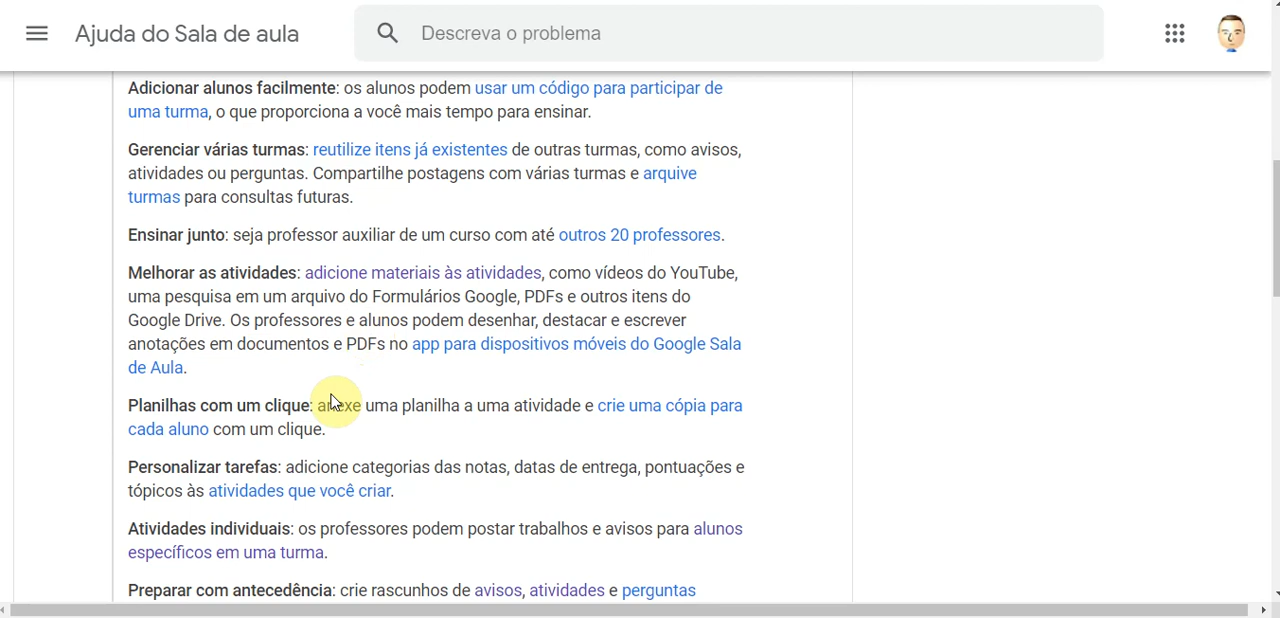 Ajuda do Sala de aula
Descreva o problema
Adicionar alunos facilmente: os alunos podem usar um código para participar de
uma turma, o que proporciona a você mais tempo para ensinar.
Gerenciar várias turmas: reutilize itens já existentes de outras turmas, como avisos,
atividades ou perguntas. Compartilhe postagens com várias turmas e arquive
turmas para consultas futuras.
Ensinar junto: seja professor auxiliar de um curso com até outros 20 professores.
Melhorar as atividades: adicione materiais às atividades, como vídeos do YouTube,
uma pesquisa em um arquivo do Formulários Google, PDFs e outros itens do
Google Drive. Os professores e alunos podem desenhar, destacar e escrever
anotações em documentos e PDFs no app para dispositivos móveis do Google Sala
de Aula.
Planilhas com um clique: anexe uma planilha a uma atividade e crie uma cópia para
cada aluno com um clique.
Personalizar tarefas: adicione categorias das notas, datas de entrega, pontuações e
tópicos às atividades que você criar.
Atividades individuais: os professores podem postar trabalhos e avisos para alunos
específicos em uma turma.
Preparar com antecedência: crie rascunhos de avisos, atividades e perguntas